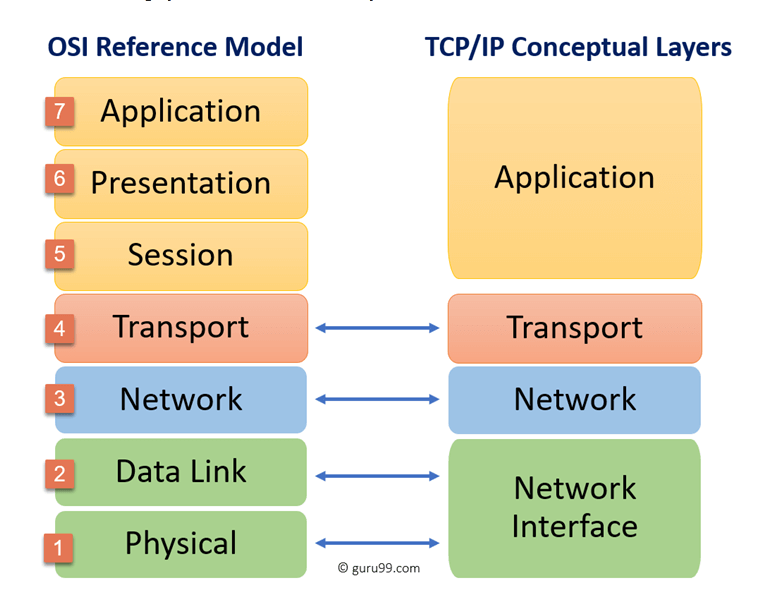 OSI Reference Model
TCP/IP Conceptual Layers
7 Application
6 Presentation
5 Session
Application
4 Transport
Transport
3 Network
Network
2 Data Link
1 Physical
Network
Interface
© guru99.com